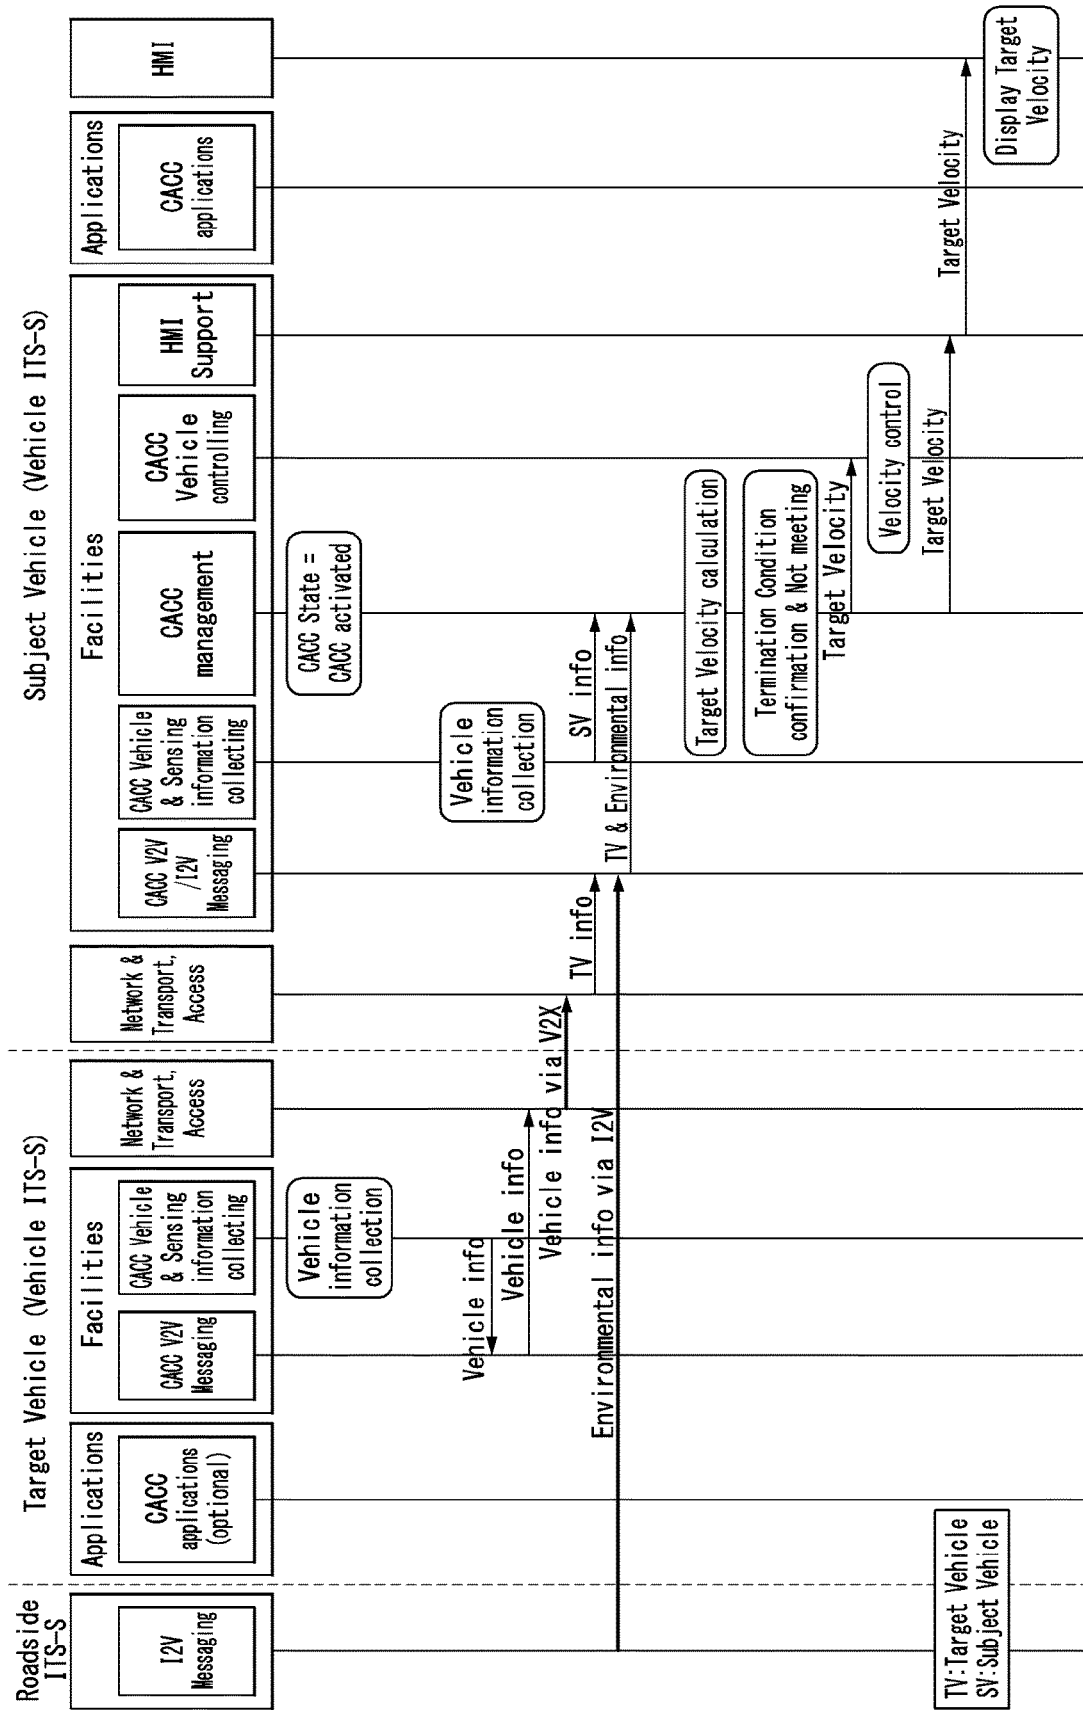 Roadside
ITS-S
I2V
Messaging
Target Vehicle (Vehicle ITS-S)
Applications
CACC
applications
(optional)
Facilities
CACC V2V
Messaging
CACC Vehicle
& Sensing
information
collecting
Network &
Transport,
Access
Subject Vehicle (Vehicle ITS-S)
Network &
Transport,
Access
Facilities
CACC V2V
/I2V
Messaging
CACC Vehicle
& Sensing
information
collecting
CACC
management
CACC
Vehicle
controlling
HMI
Support
Applications
CACC
applications
HMI
Vehicle
information
collection
CACC State =
CACC activated
Vehicle info
Vehicle info
Vehicle info via V2X
Vehicle
information
collection
TV info
SV info
Environmental info via I2V
TV & Environmental info
Target Velocity calculation
Termination Condition
confirmation & Not meeting
Target Velocity
Velocity control
Target Velocity
Target Velocity
Display Target
Velocity
TV:Target Vehicle
SV:Subject Vehicle